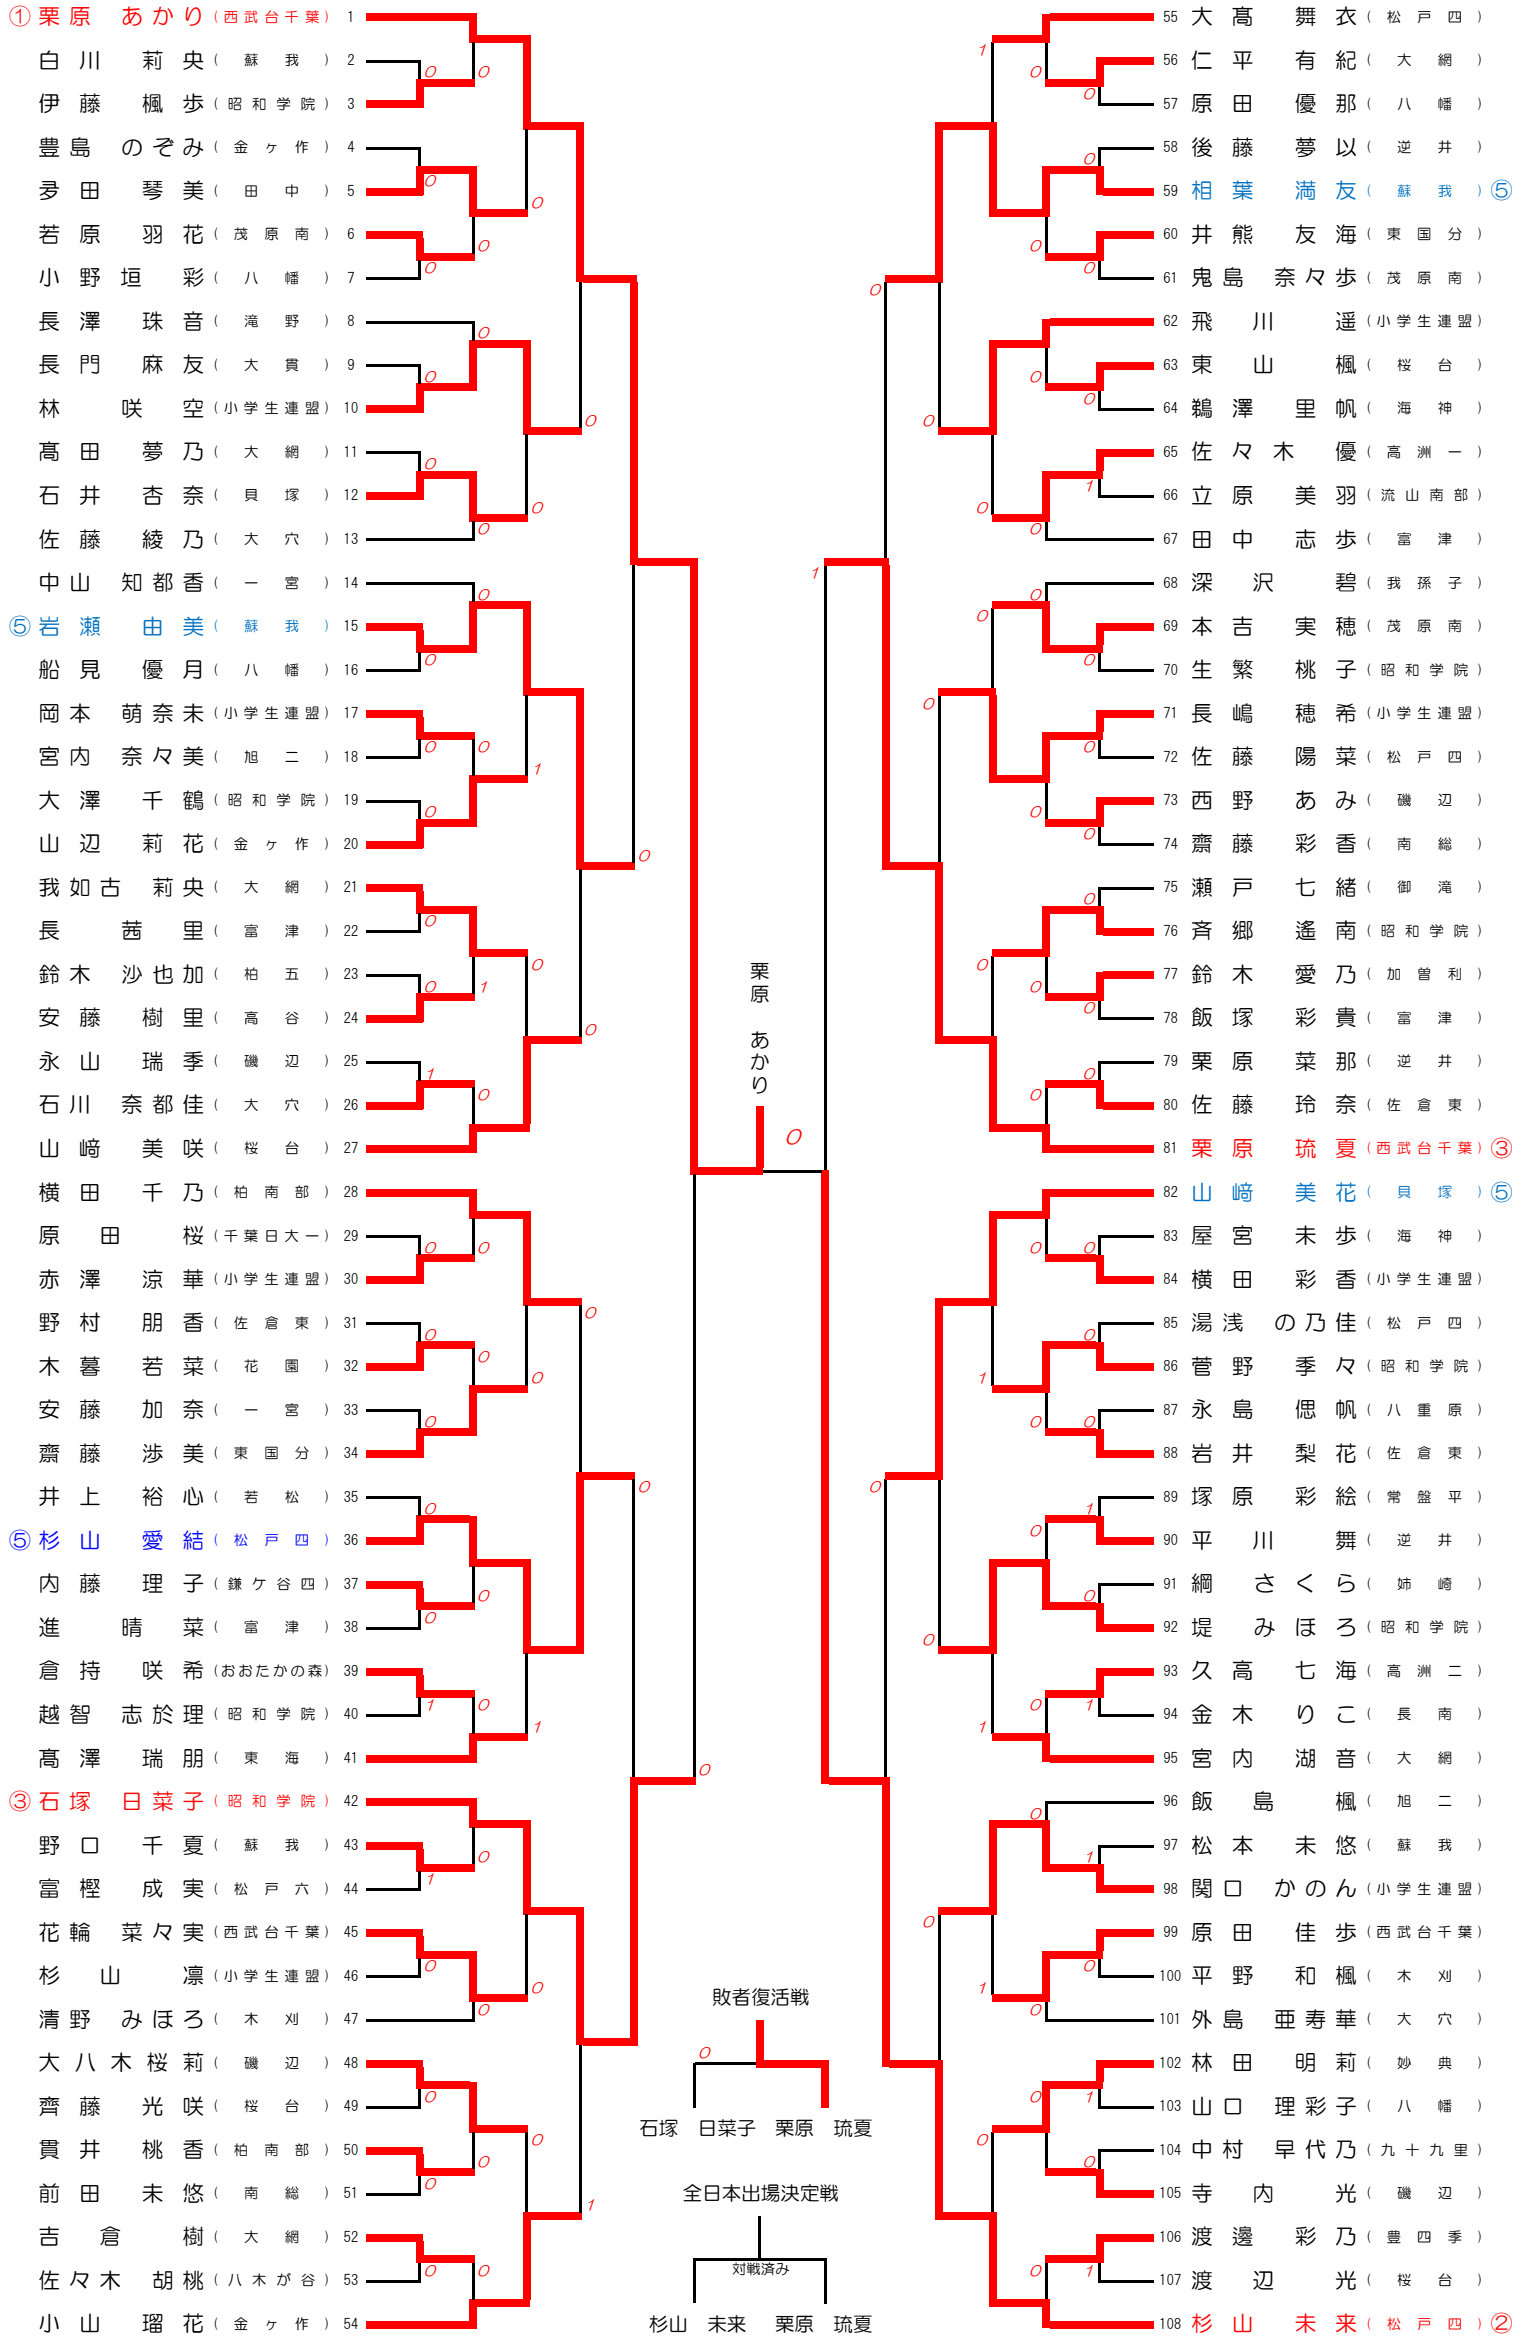 ① 栗原 あかり (西武台千葉) 1
白川 莉央 (蘇我) 2
伊藤 楓歩 (昭和学院) 3
豊島 のぞみ (金ヶ作) 4
夛田 琴美 (田中) 5
若原 羽花 (茂原南) 6
小野垣 彩 (八幡) 7
長澤 珠音 (滝野) 8
長門 麻友 (大貫) 9
林 咲空 (小学生連盟) 10
髙田 夢乃 (大網) 11
石井 杏奈 (貝塚) 12
佐藤 綾乃 (大穴) 13
中山 知都香 (一宮) 14
⑤ 岩瀬 由美 (蘇我) 15
船見 優月 (八幡) 16
岡本 萌奈未 (小学生連盟) 17
宮内 奈々美 (旭二) 18
大澤 千鶴 (昭和学院) 19
山辺 莉花 (金ヶ作) 20
我如古 莉央 (大網) 21
長 茜里 (富津) 22
鈴木 沙也加 (柏五) 23
安藤 樹里 (高谷) 24
永山 瑞季 (磯辺) 25
石川 奈都佳 (大穴) 26
山﨑 美咲 (桜台) 27
横田 千乃 (柏南部) 28
原田 桜 (千葉日大一) 29
赤澤 涼華 (小学生連盟) 30
野村 朋香 (佐倉東) 31
木暮 若菜 (花園) 32
安藤 加奈 (一宮) 33
齋藤 渉美 (東国分) 34
井上 裕心 (若松) 35
⑤ 杉山 愛結 (松戸四) 36
内藤 理子 (鎌ケ谷四) 37
進 晴菜 (富津) 38
倉持 咲希 (おおたかの森) 39
越智 志於理 (昭和学院) 40
髙澤 瑞朋 (東海) 41
③ 石塚 日菜子 (昭和学院) 42
野口 千夏 (蘇我) 43
富樫 成実 (松戸六) 44
花輪 菜々実 (西武台千葉) 45
杉山 凛 (小学生連盟) 46
清野 みほろ (木刈) 47
大八木 桜莉 (磯辺) 48
齊藤 光咲 (桜台) 49
貫井 桃香 (柏南部) 50
前田 未悠 (南総) 51
吉倉 樹 (大網) 52
佐々木 胡桃 (八木が谷) 53
小山 瑠花 (金ヶ作) 54
栗原 あかり
0
敗者復活戦
0
石塚 日菜子 栗原 琉夏
全日本出場決定戦
対戦済み
杉山 未来 栗原 琉夏
55 大髙 舞衣 (松戸四)
56 仁平 有紀 (大網)
57 原田 優那 (八幡)
58 後藤 夢以 (逆井)
59 相葉 満友 (蘇我) ⑤
60 井熊 友海 (東国分)
61 鬼島 奈々歩 (茂原南)
62 飛川 遥 (小学生連盟)
63 東山 楓 (桜台)
64 鵜澤 里帆 (海神)
65 佐々木 優 (高洲一)
66 立原 美羽 (流山南部)
67 田中 志歩 (富津)
68 深沢 碧 (我孫子)
69 本吉 実穂 (茂原南)
70 生繁 桃子 (昭和学院)
71 長嶋 穂希 (小学生連盟)
72 佐藤 陽菜 (松戸四)
73 西野 あみ (磯辺)
74 齋藤 彩香 (南総)
75 瀬戸 七緒 (御滝)
76 斉郷 遙南 (昭和学院)
77 鈴木 愛乃 (加曽利)
78 飯塚 彩貴 (富津)
79 栗原 菜那 (逆井)
80 佐藤 玲奈 (佐倉東)
81 栗原 琉夏 (西武台千葉) ③
82 山﨑 美花 (貝塚) ⑤
83 屋宮 未歩 (海神)
84 横田 彩香 (小学生連盟)
85 湯浅 の乃佳 (松戸四)
86 菅野 季々 (昭和学院)
87 永島 偲帆 (八重原)
88 岩井 梨花 (佐倉東)
89 塚原 彩絵 (常盤平)
90 平川 舞 (逆井)
91 綱 さくら (姉崎)
92 堤 みほろ (昭和学院)
93 久高 七海 (高洲二)
94 金木 りこ (長南)
95 宮内 湖音 (大網)
96 飯島 楓 (旭二)
97 松本 未悠 (蘇我)
98 関口 かのん (小学生連盟)
99 原田 佳歩 (西武台千葉)
100 平野 和楓 (木刈)
101 外島 亜寿華 (大穴)
102 林田 明莉 (妙典)
103 山口 理彩子 (八幡)
104 中村 早代乃 (九十九里)
105 寺内 光 (磯辺)
106 渡邊 彩乃 (豊四季)
107 渡辺 光 (桜台)
108 杉山 未来 (松戸四) ②